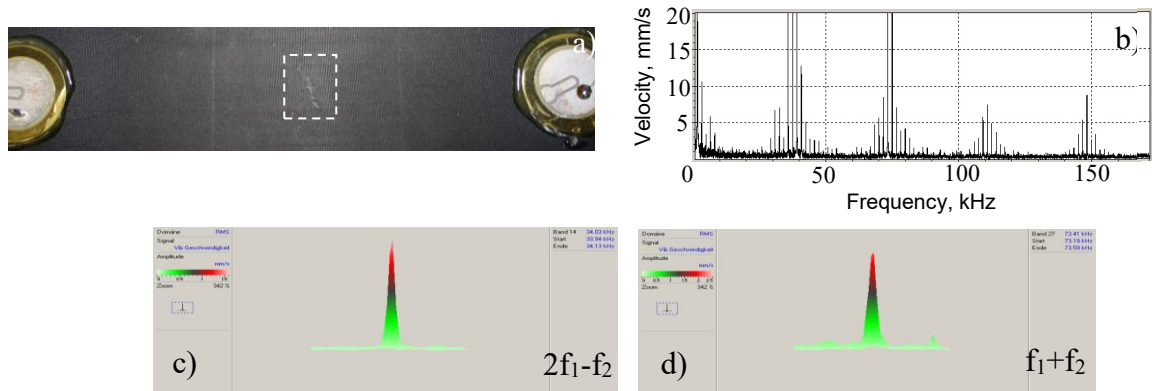 a)
b)
Velocity, mm/s
20
15
10
5
0
50
100
150
Frequency, kHz
Domäne RMS
Signal
Vib Geschwindigkeit
Amplitude
mm/s
Zoom 342 %
Band 14 34.03 kHz
Start 33.94 kHz
Ende 34.13 kHz
c)
2f₁-f₂
Domäne RMS
Signal
Vib Geschwindigkeit
Amplitude
mm/s
Zoom 342 %
Band 27 73.41 kHz
Start 73.19 kHz
Ende 73.59 kHz
d)
f₁+f₂